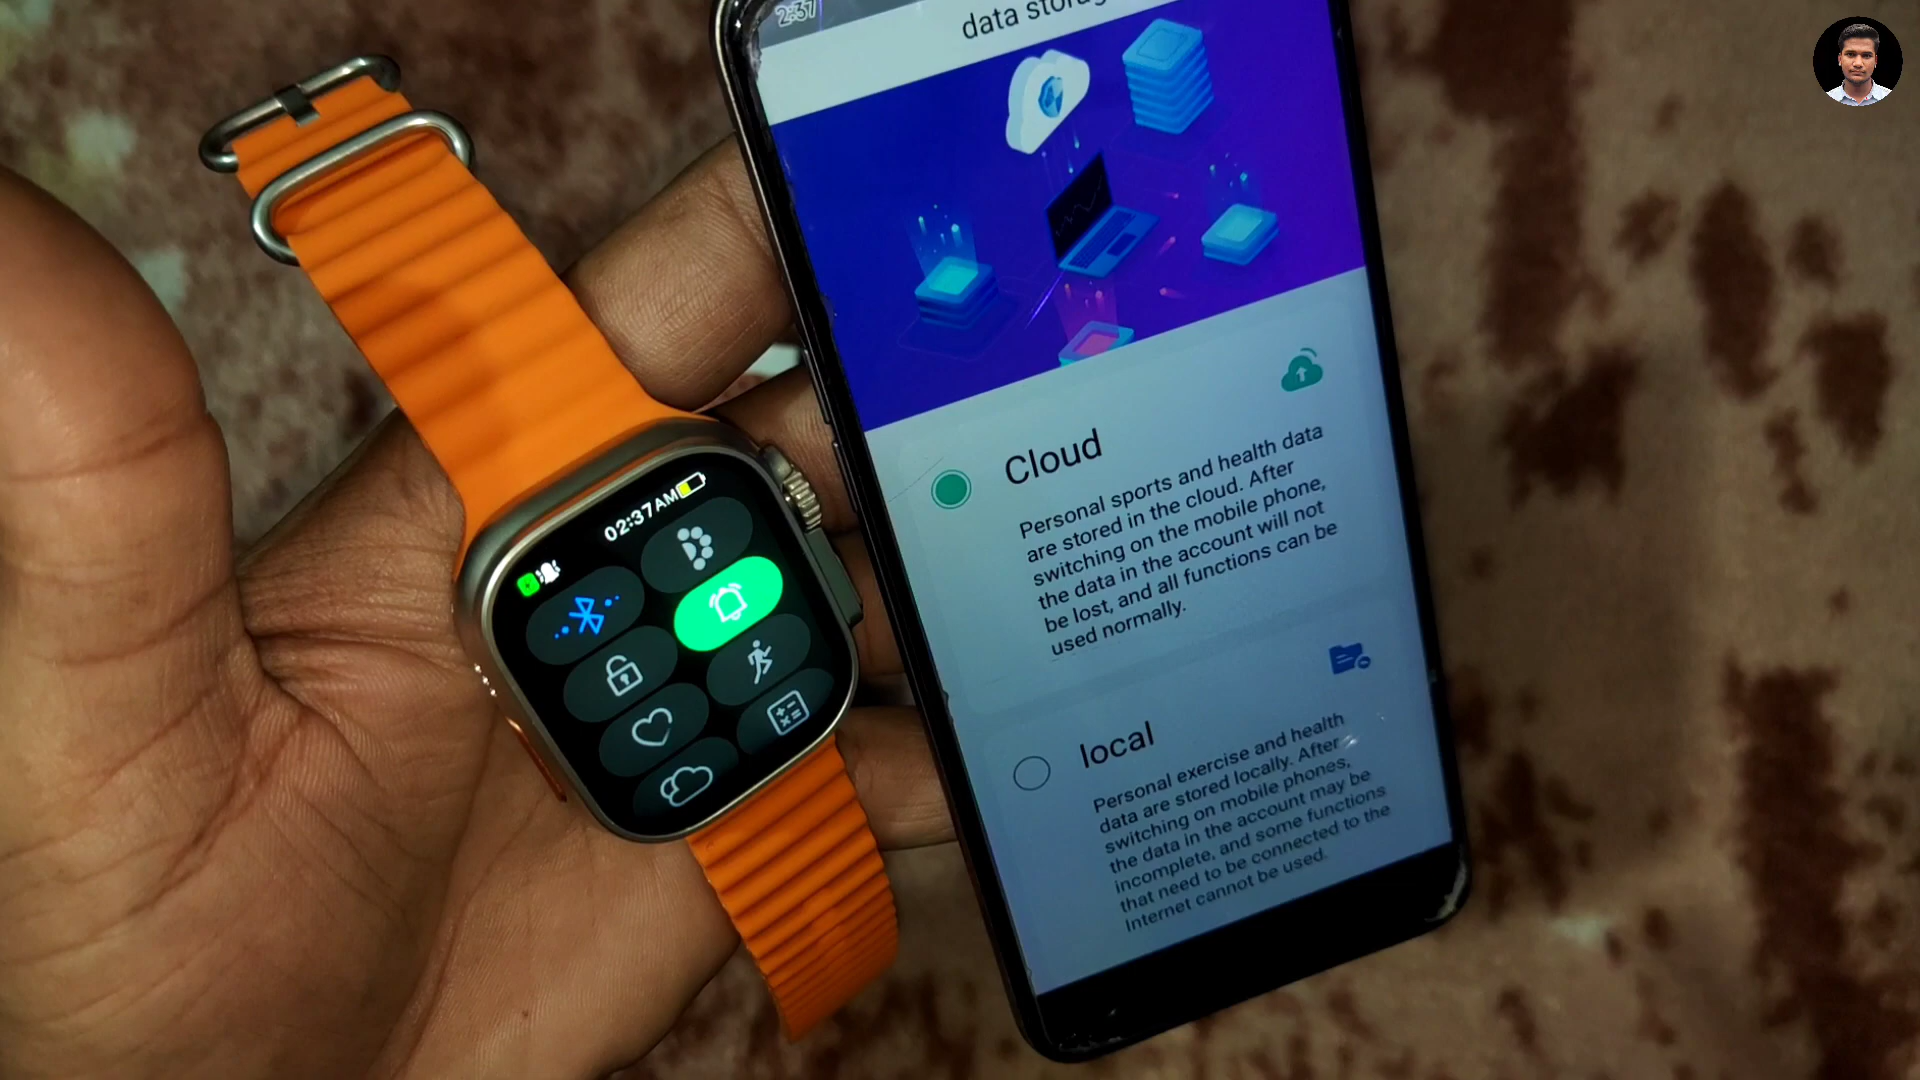 2:37
data storag
Cloud
Personal sports and health data
are stored in the cloud. After
switching on the mobile phone,
the data in the account will not
be lost, and all functions can be
used normally.
local
Personal exercise and health
data are stored locally. After
switching on mobile phones,
the data in the account may be
incomplete, and some functions
that need to be connected to the
Internet cannot be used.
02:37AM